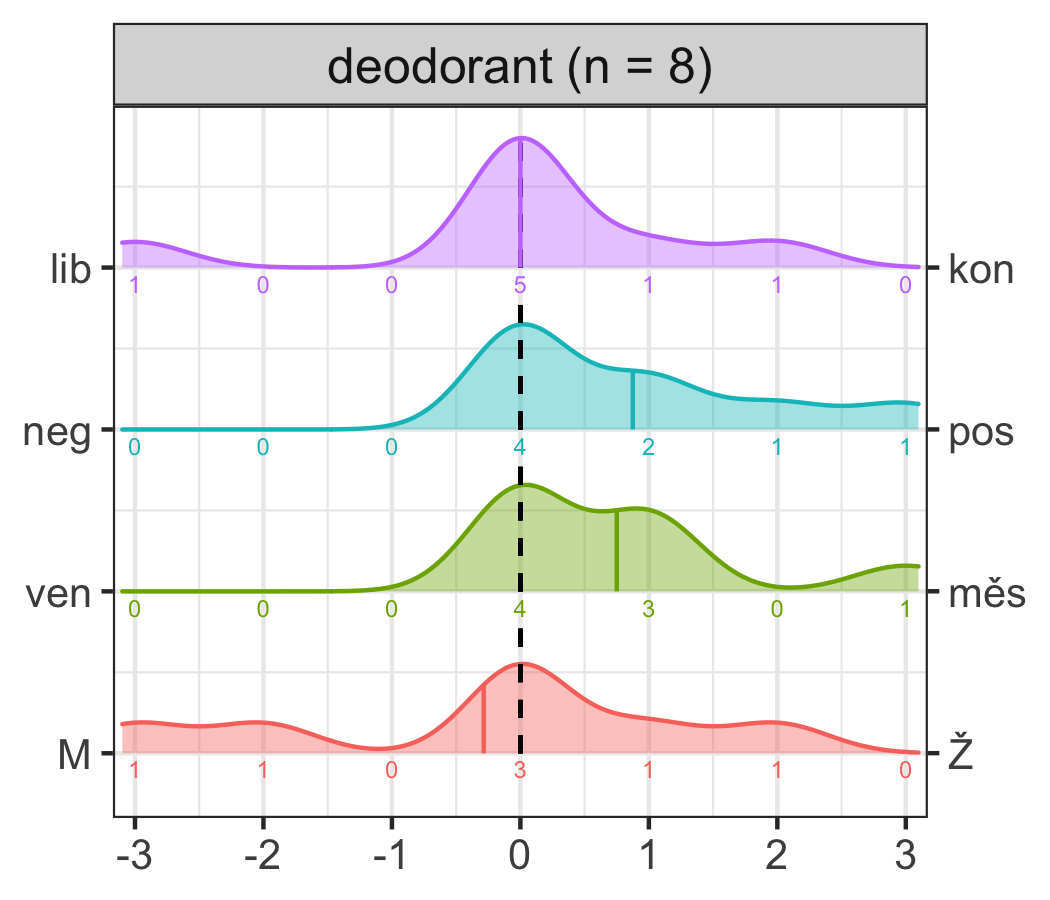 deodorant (n = 8)
lib kon
1 0 0 5 1 1 0
neg pos
0 0 0 4 2 1 1
ven měs
0 0 0 4 3 0 1
M Ž
1 1 0 3 1 1 0
-3 -2 -1 0 1 2 3